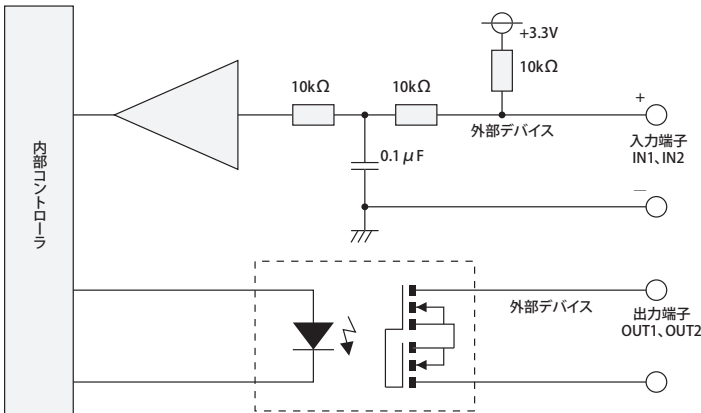 +3.3V
10kΩ
10kΩ
10kΩ
+
外部デバイス
入力端子
IN1、IN2
0.1 μ F
—
内部コントローラ
外部デバイス
出力端子
OUT1、OUT2